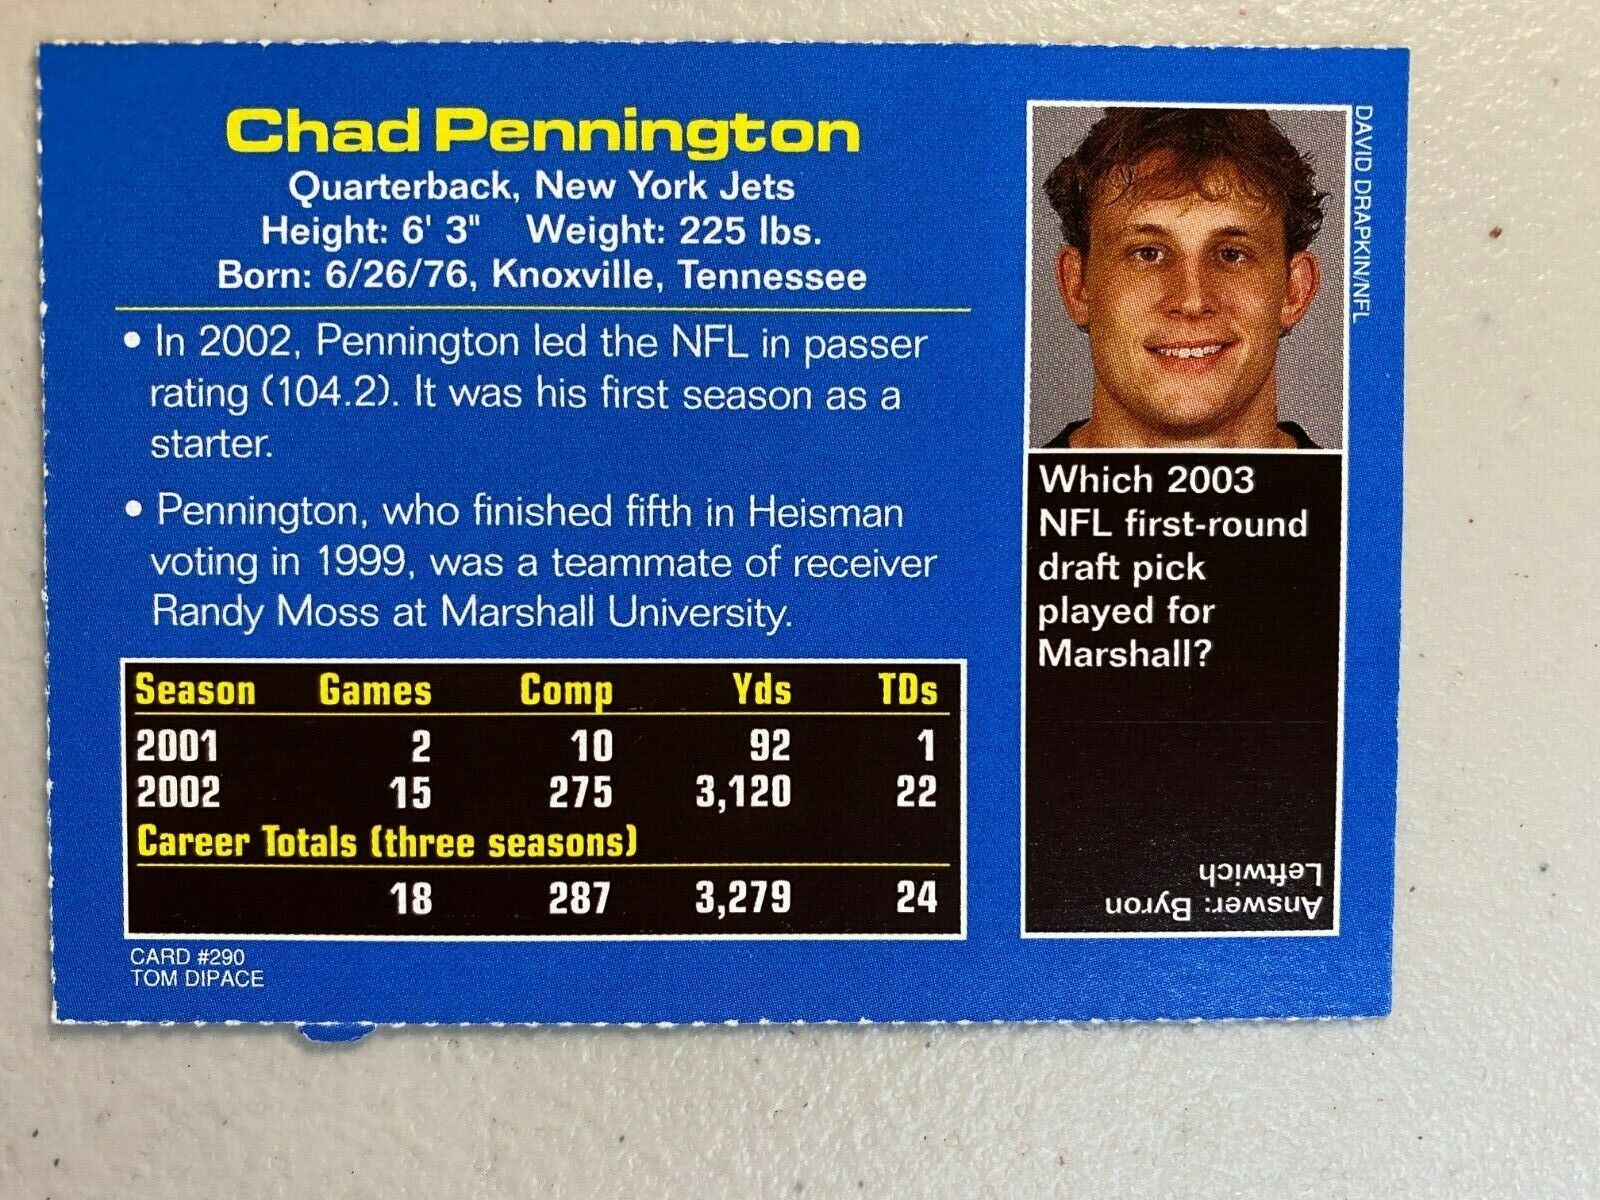 Chad Pennington
Quarterback, New York Jets
Height: 6' 3" Weight: 225 lbs.
Born: 6/26/76, Knoxville, Tennessee
• In 2002, Pennington led the NFL in passer
rating (104.2). It was his first season as a
starter.
• Pennington, who finished fifth in Heisman
voting in 1999, was a teammate of receiver
Randy Moss at Marshall University.
Season Games Comp Yds TDs
2001 2 10 92 1
2002 15 275 3,120 22
Career Totals (three seasons)
18 287 3,279 24
CARD #290
TOM DIPACE
DAVID DRAPKIN/NFL
Which 2003
NFL first-round
draft pick
played for
Marshall?
Answer: Byron
Leftwich